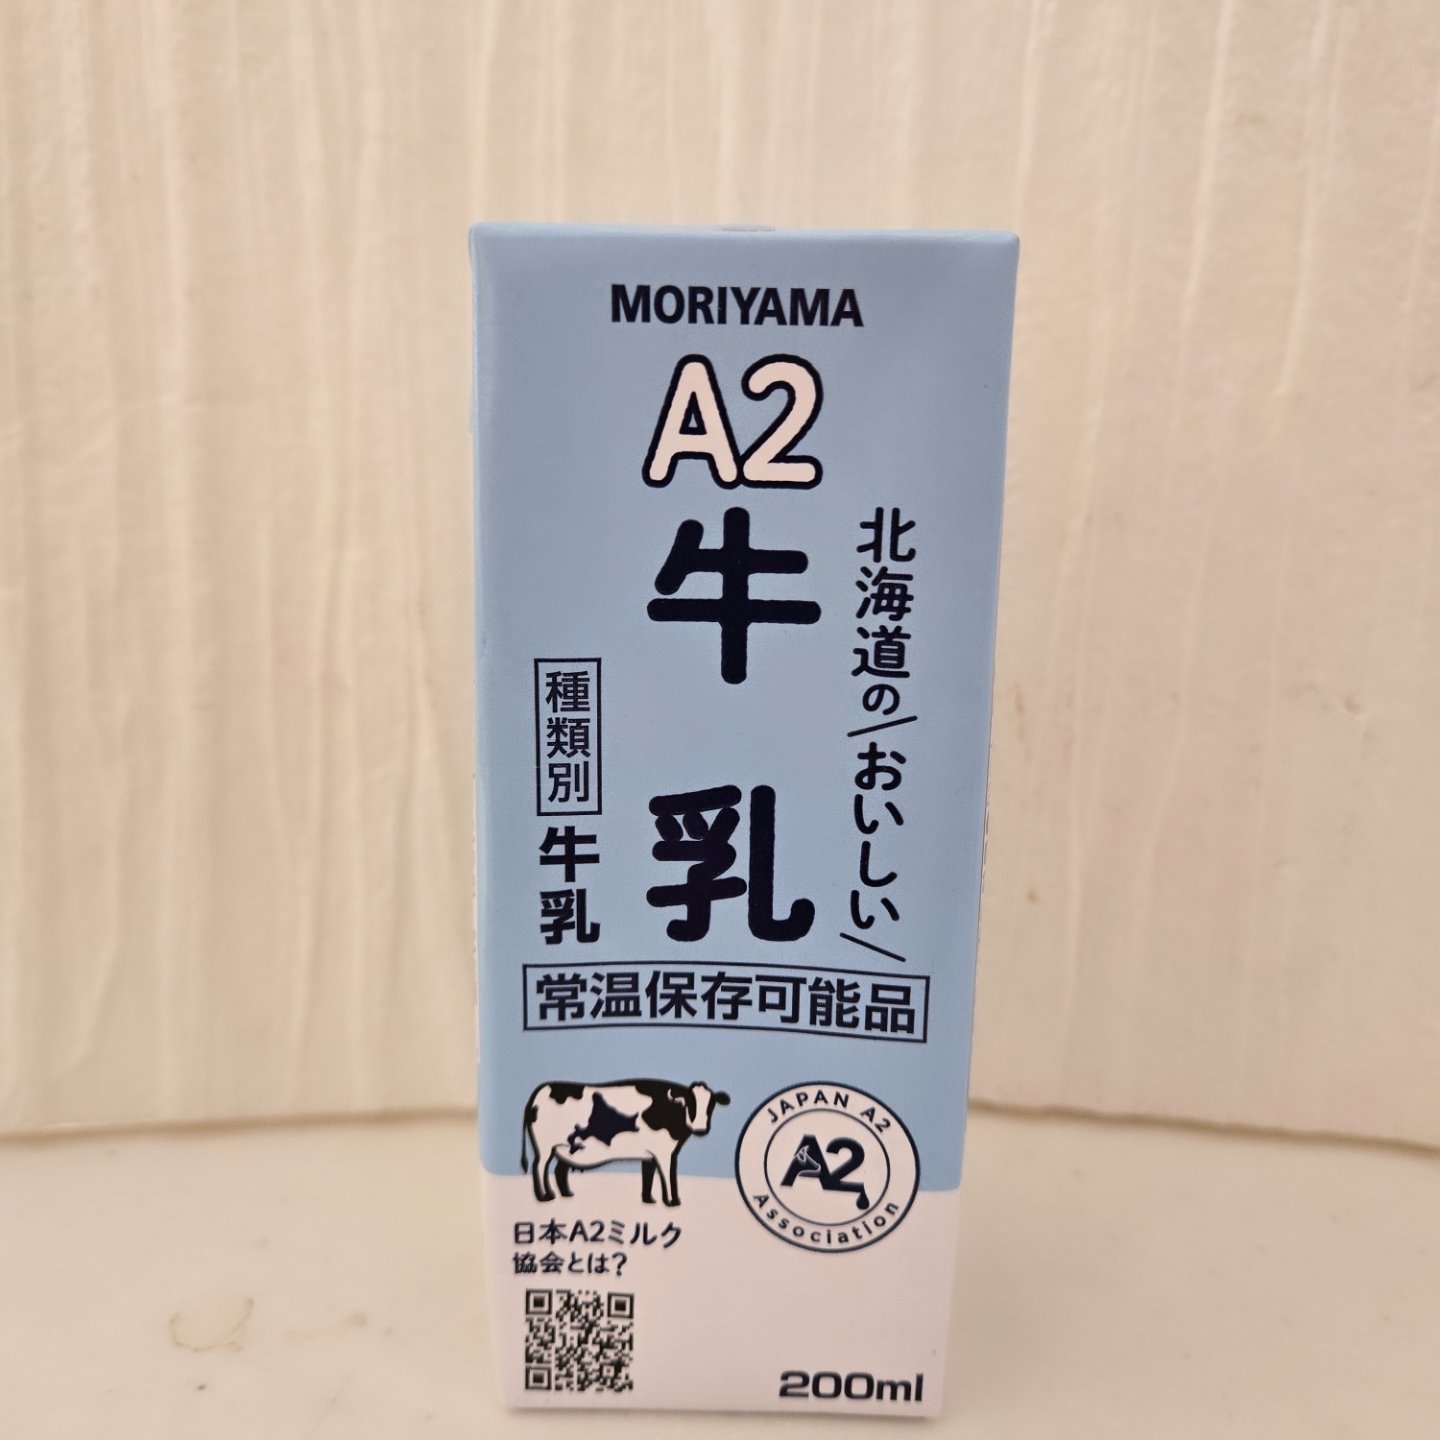 MORIYAMA
A2
牛乳
北海道のおいしい
種類別
牛乳
常温保存可能品
JAPAN A2
A2
Association
日本A2ミルク
協会とは?
200ml